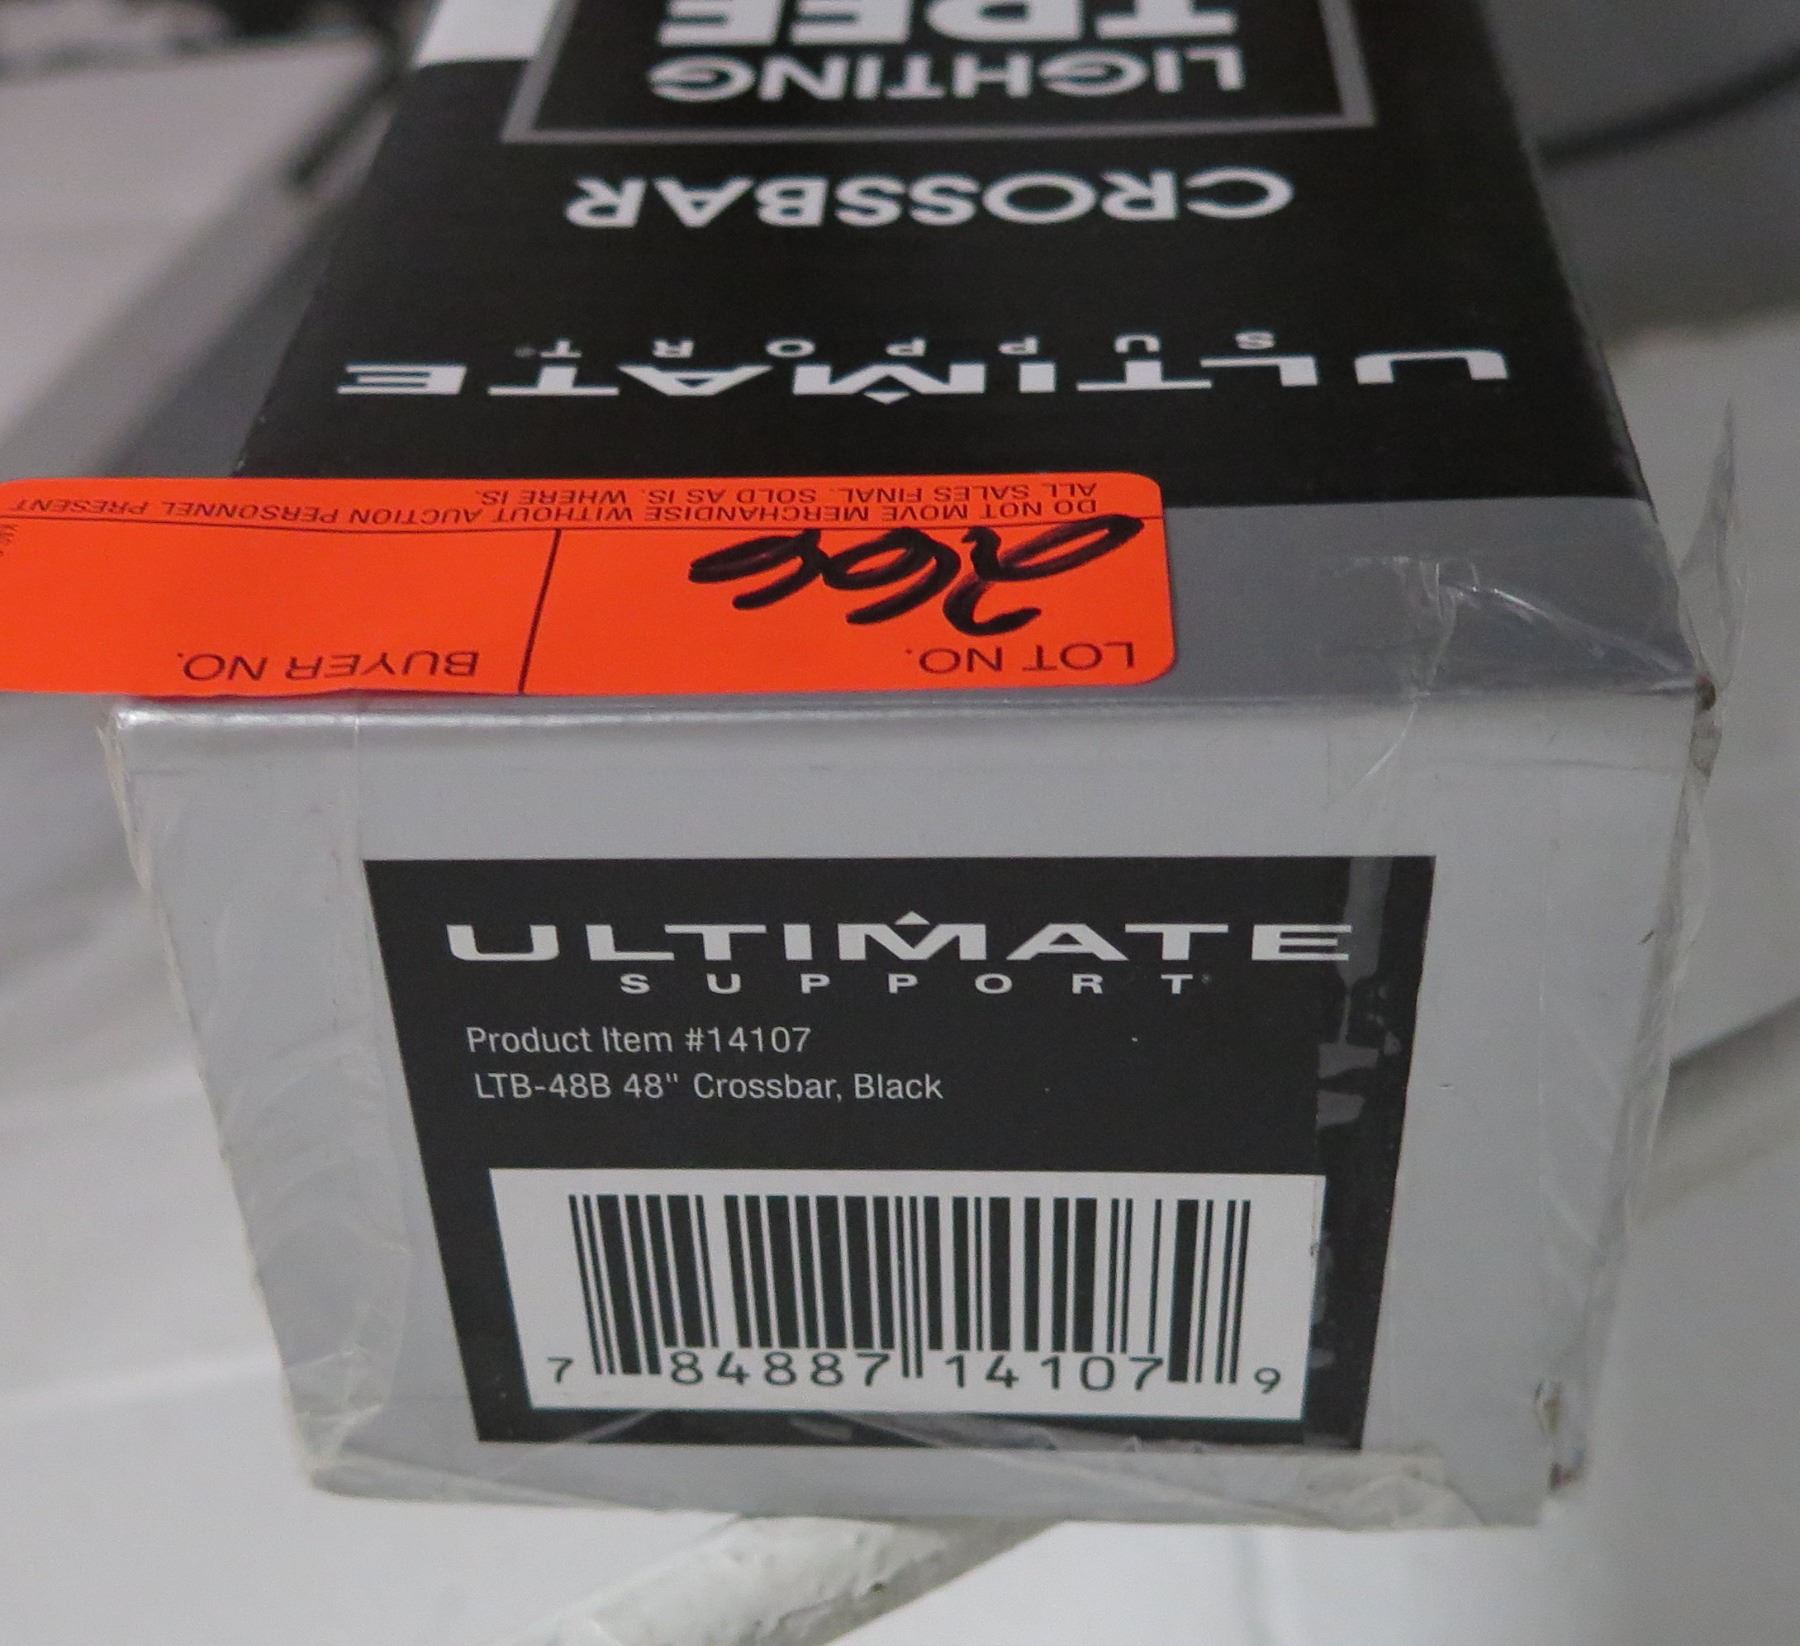 LIGHTING
TREE
CROSSBAR
ULTIMATE
SUPPORT
LOT NO. 266
BUYER NO.
DO NOT MOVE MERCHANDISE WITHOUT AUCTION PERSONNEL PRESENT
ALL SALES FINAL. SOLD AS IS. WHERE IS.
ULTIMATE
SUPPORT
Product Item #14107
LTB-48B 48" Crossbar, Black
7 84887 14107 9